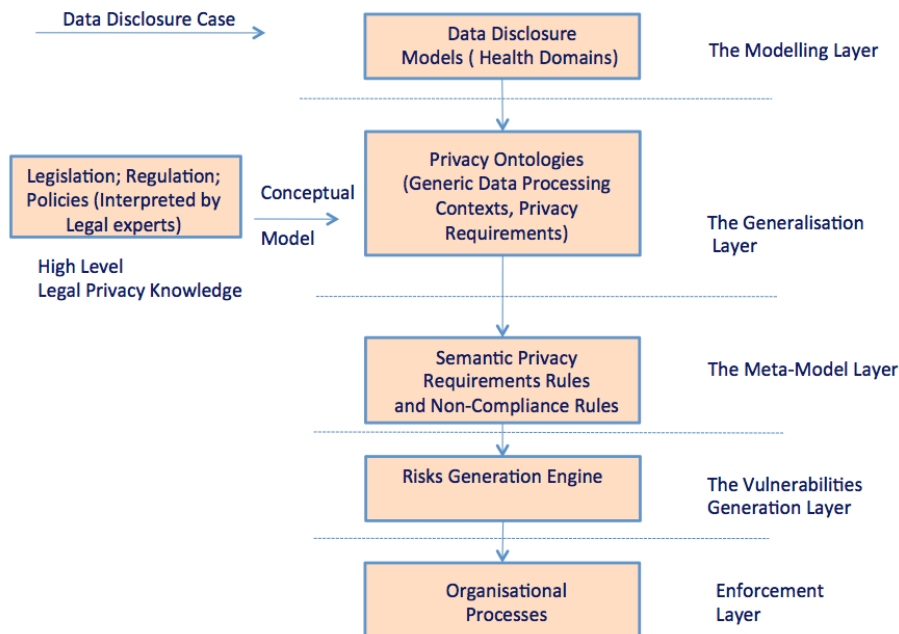 Data Disclosure Case
Data Disclosure
Models ( Health Domains)
The Modelling Layer
Legislation; Regulation;
Policies (Interpreted by
Legal experts)
High Level
Legal Privacy Knowledge
Conceptual
Model
Privacy Ontologies
(Generic Data Processing
Contexts, Privacy
Requirements)
The Generalisation
Layer
Semantic Privacy
Requirements Rules
and Non-Compliance Rules
The Meta-Model Layer
Risks Generation Engine
The Vulnerabilities
Generation Layer
Organisational
Processes
Enforcement
Layer